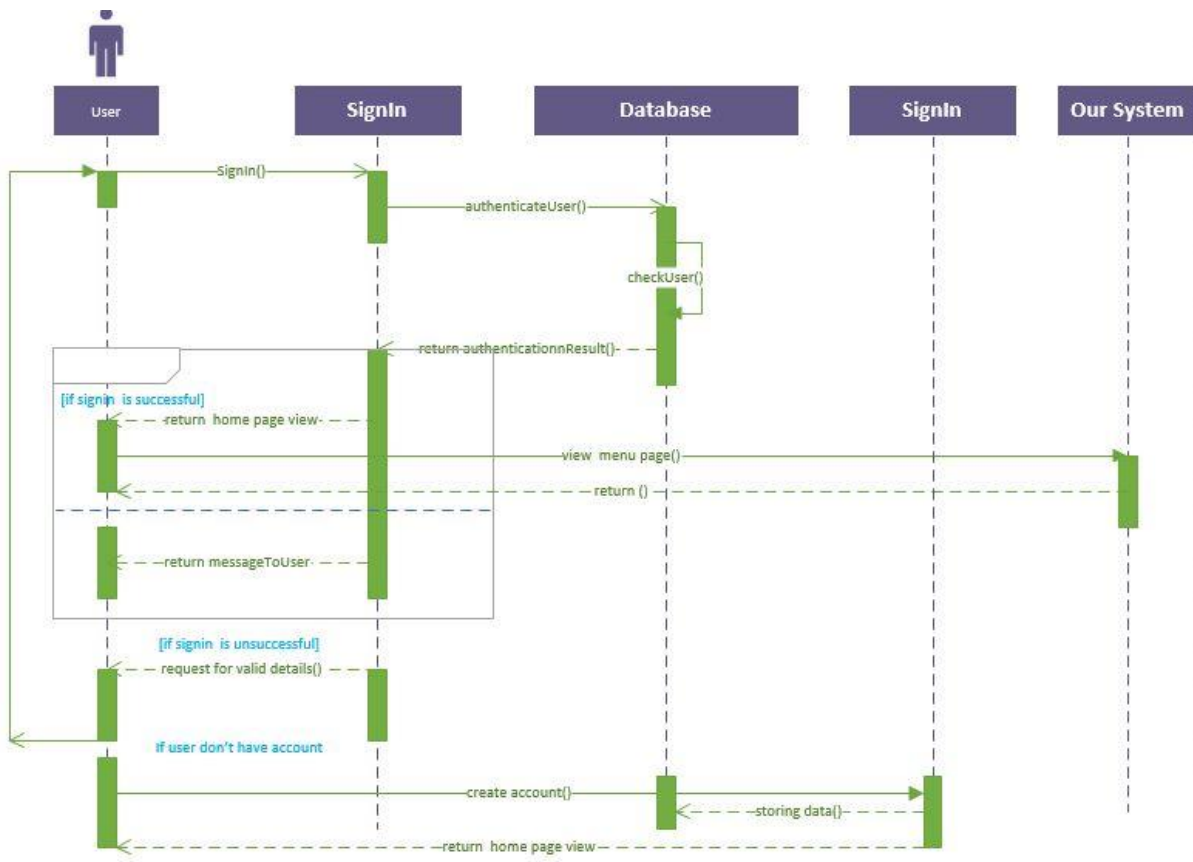 User
SignIn
Database
SignIn
Our System
SignIn()
authenticateUser()
checkUser()
return authenticationnResult()
[if signin is successful]
return home page view
view menu page()
return ()
return messageToUser
[if signin is unsuccessful]
request for valid details()
If user don't have account
create account()
storing data()
return home page view